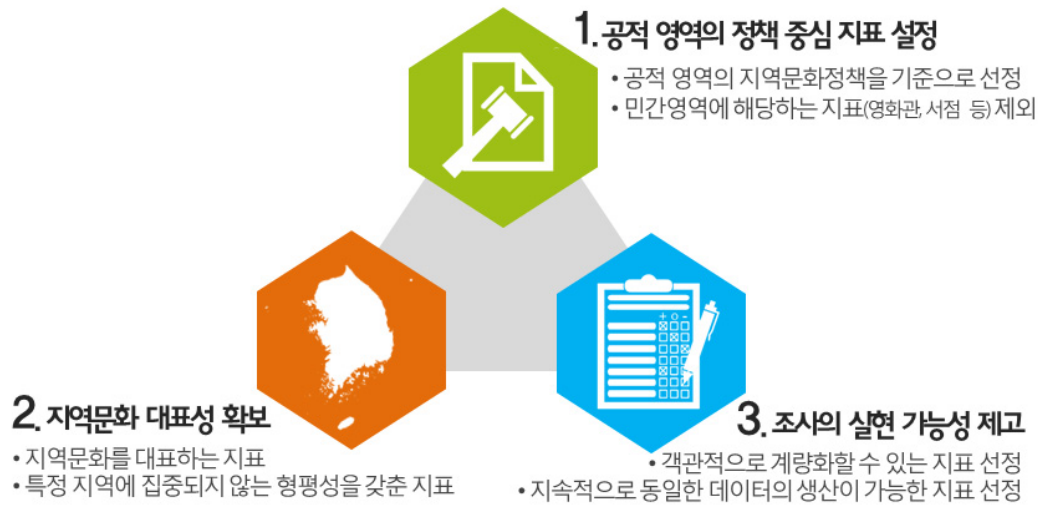 1. 공적 영역의 정책 중심 지표 설정
• 공적 영역의 지역문화정책을 기준으로 선정
• 민간영역에 해당하는 지표(영화관, 서점 등) 제외
2. 지역문화 대표성 확보
• 지역문화를 대표하는 지표
• 특정 지역에 집중되지 않는 형평성을 갖춘 지표
3. 조사의 실현 가능성 제고
• 객관적으로 계량화할 수 있는 지표 선정
• 지속적으로 동일한 데이터의 생산이 가능한 지표 선정